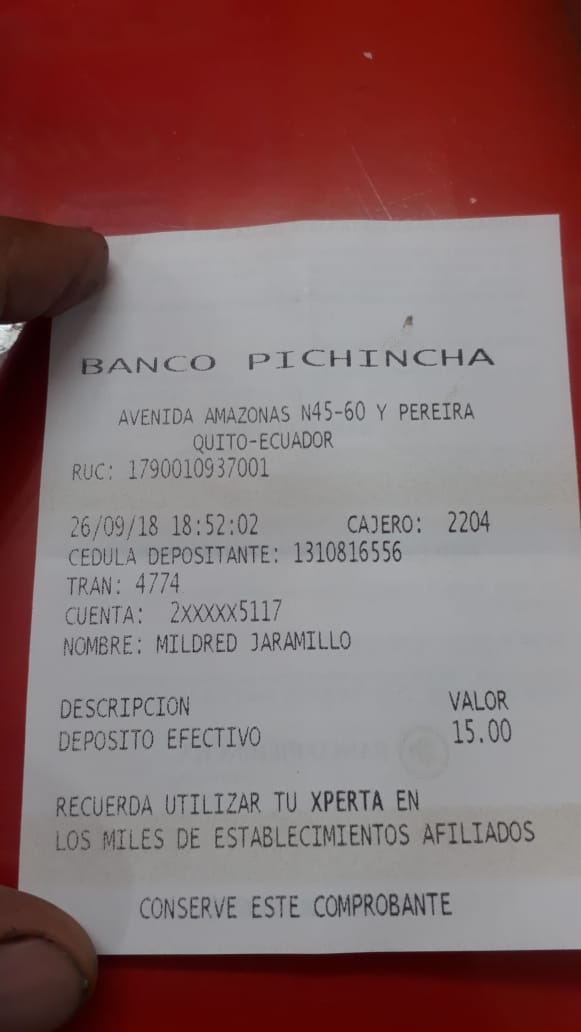 BANCO PICHINCHA
AVENIDA AMAZONAS N45-60 Y PEREIRA
QUITO-ECUADOR
RUC: 1790010937001
26/09/18 18:52:02 CAJERO: 2204
CEDULA DEPOSITANTE: 1310816556
TRAN: 4774
CUENTA: 2XXXXX5117
NOMBRE: MILDRED JARAMILLO
DESCRIPCION VALOR
DEPOSITO EFECTIVO 15.00
RECUERDA UTILIZAR TU XPERTA EN
LOS MILES DE ESTABLECIMIENTOS AFILIADOS
CONSERVE ESTE COMPROBANTE